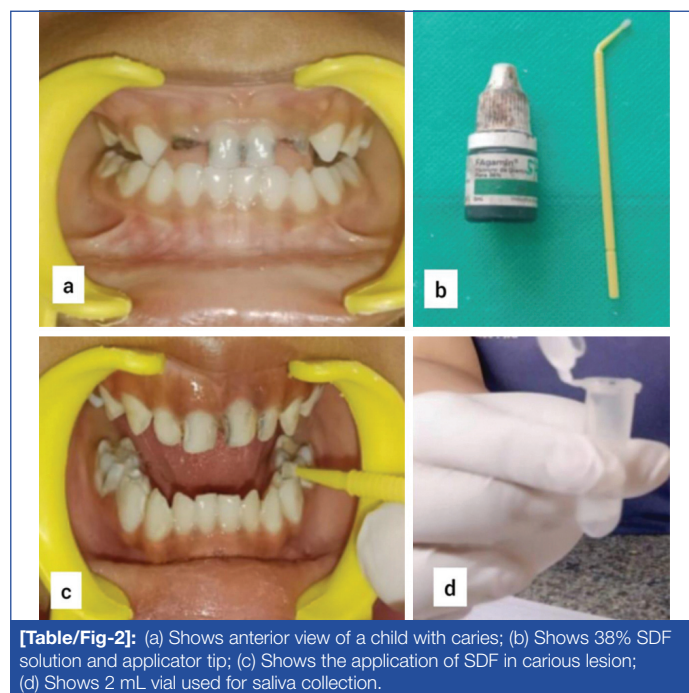 a
b
FAgamin®
c
d
[Table/Fig-2]: (a) Shows anterior view of a child with caries; (b) Shows 38% SDF
solution and applicator tip; (c) Shows the application of SDF in carious lesion;
(d) Shows 2 mL vial used for saliva collection.